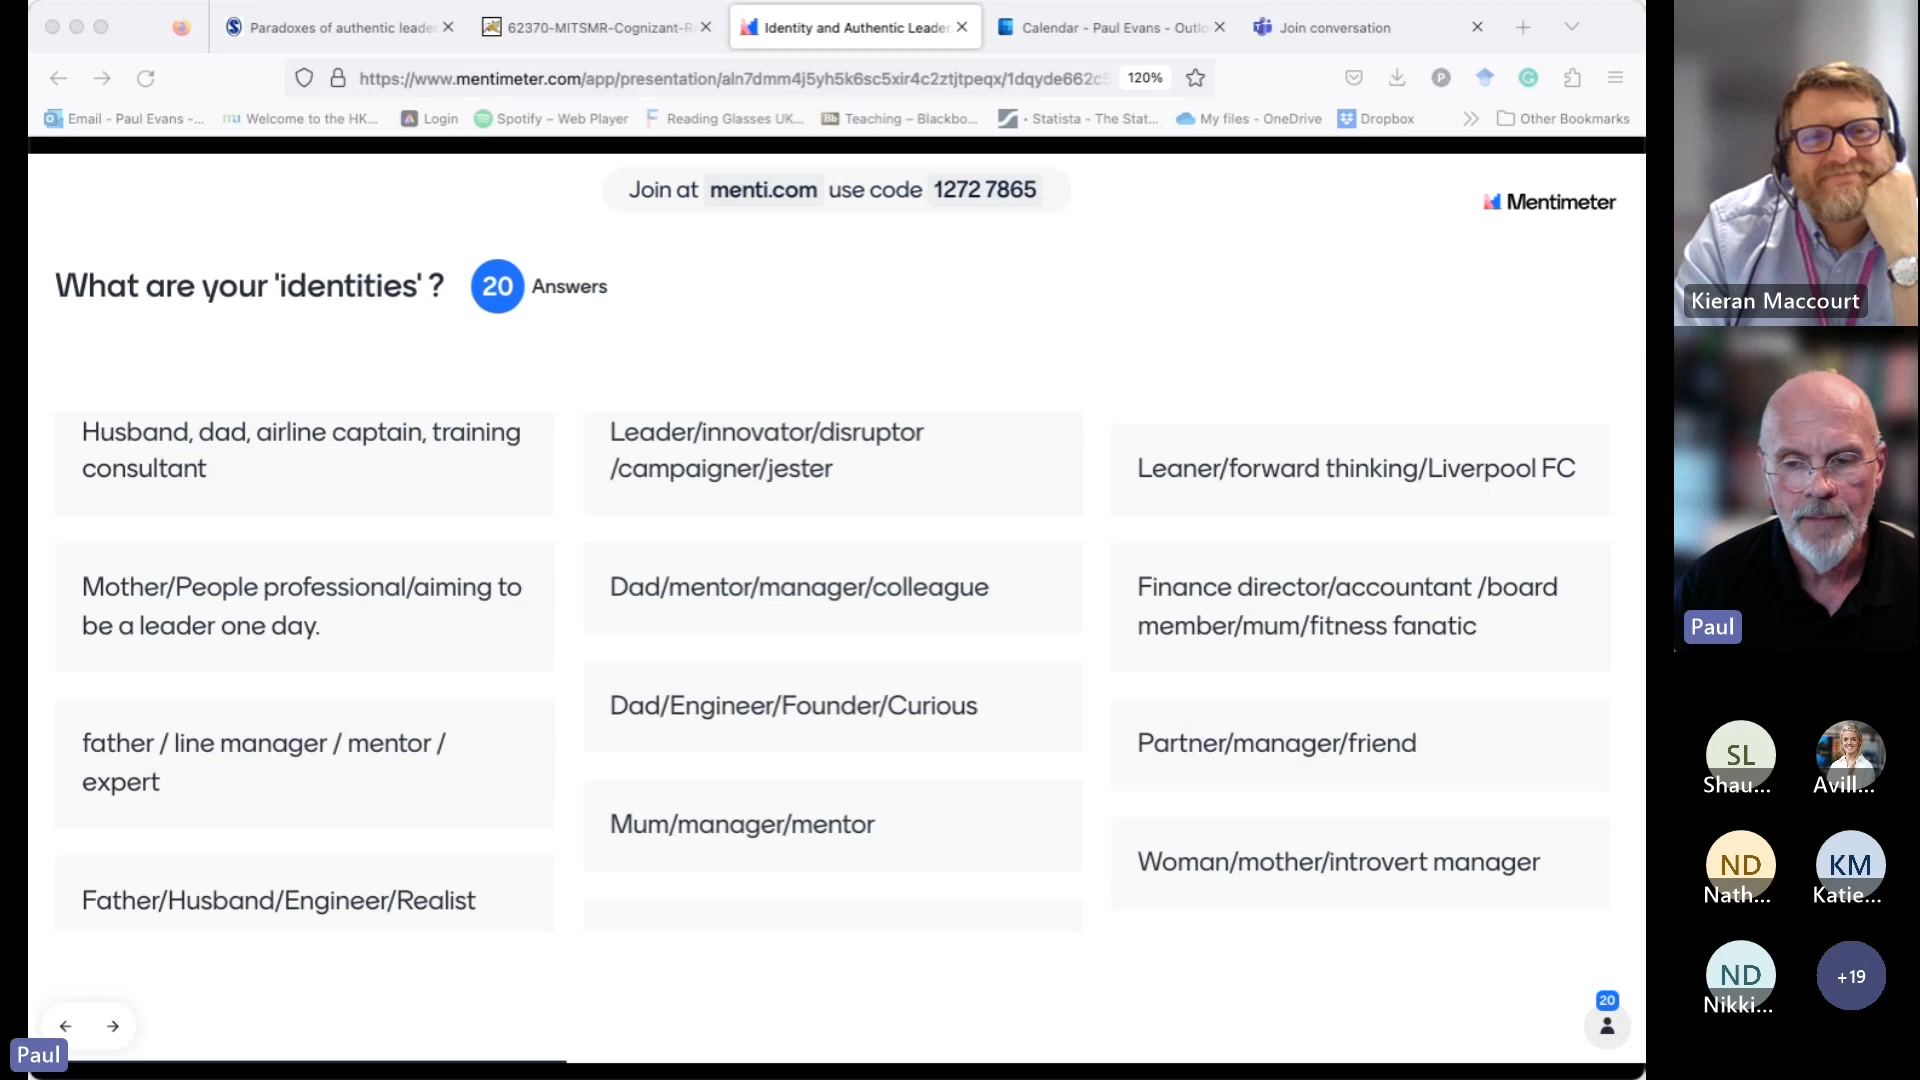 Paradoxes of authentic leade
62370-MITSMR-Cognizant-R
Identity and Authentic Leader
Calendar - Paul Evans - Outlo
Join conversation
https://www.mentimeter.com/app/presentation/aln7dmm4j5yh5k6sc5xir4c2ztjtpeqx/1dqyde662c5
120%
Email - Paul Evans -...
mu Welcome to the HK...
Login
Spotify – Web Player
Reading Glasses UK...
Bb Teaching – Blackbo...
· Statista - The Stat...
My files - OneDrive
Dropbox
Other Bookmarks
Join at menti.com use code 1272 7865
Mentimeter
What are your 'identities' ?
20 Answers
Husband, dad, airline captain, training
consultant
Mother/People professional/aiming to
be a leader one day.
father / line manager / mentor /
expert
Father/Husband/Engineer/Realist
Leader/innovator/disruptor
/campaigner/jester
Dad/mentor/manager/colleague
Dad/Engineer/Founder/Curious
Mum/manager/mentor
Leaner/forward thinking/Liverpool FC
Finance director/accountant /board
member/mum/fitness fanatic
Partner/manager/friend
Woman/mother/introvert manager
20
Paul
Kieran Maccourt
Paul
SL
Shau...
Avill...
ND
Nath...
KM
Katie...
ND
Nikki...
+19